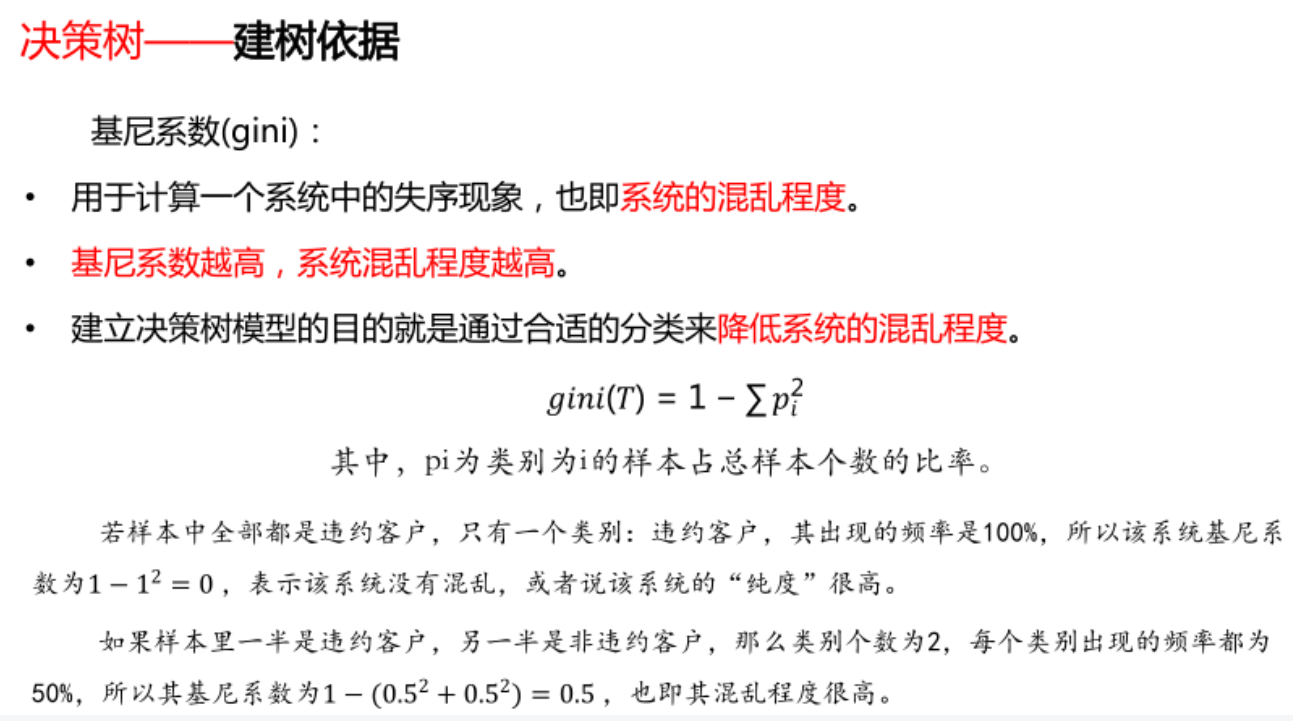 决策树——建树依据
基尼系数(gini)：
• 用于计算一个系统中的失序现象，也即系统的混乱程度。
• 基尼系数越高，系统混乱程度越高。
• 建立决策树模型的目的就是通过合适的分类来降低系统的混乱程度。
gini(T) = 1 − ∑ p_i^2
其中，pi为类别为i的样本占总样本个数的比率。
若样本中全部都是违约客户，只有一个类别：违约客户，其出现的频率是100%，所以该系统基尼系
数为1 − 1² = 0，表示该系统没有混乱，或者说该系统的“纯度”很高。
如果样本里一半是违约客户，另一半是非违约客户，那么类别个数为2，每个类别出现的频率都为
50%，所以其基尼系数为1 − (0.5² + 0.5²) = 0.5，也即其混乱程度很高。